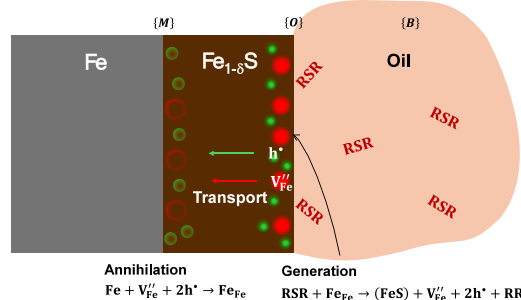 {M} {O} {B}
Fe Fe₁₋δS Oil
RSR
RSR
RSR
h•
V′′Fe
Transport
RSR
RSR
Annihilation
Fe + V′′Fe + 2h• → FeFe
Generation
RSR + FeFe → (FeS) + V′′Fe + 2h• + RR